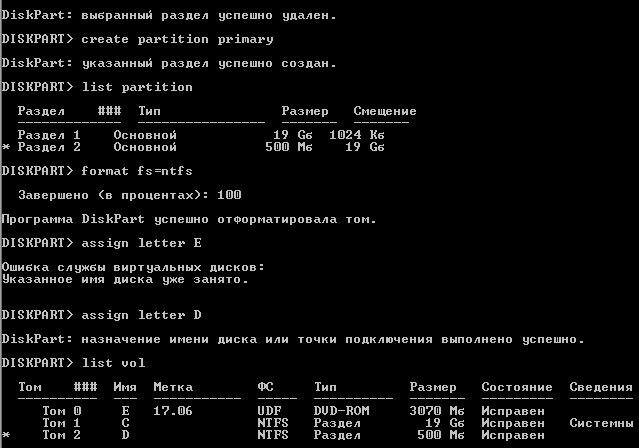 DiskPart: выбранный раздел успешно удален.
DISKPART> create partition primary
DiskPart: указанный раздел успешно создан.
DISKPART> list partition
Раздел ### Тип Размер Смещение
------------- ---------------- ------- --------
Раздел 1 Основной 19 Gб 1024 Kб
* Раздел 2 Основной 500 Mб 19 Gб
DISKPART> format fs=ntfs
Завершено (в процентах): 100
Программа DiskPart успешно отформатировала том.
DISKPART> assign letter E
Ошибка службы виртуальных дисков:
Указанное имя диска уже занято.
DISKPART> assign letter D
DiskPart: назначение имени диска или точки подключения выполнено успешно.
DISKPART> list vol
Том ### Имя Метка ФС Тип Размер Состояние Сведения
---------- --- ----------- ----- ---------- ------- --------- --------
Том 0 E 17.06 UDF DVD-ROM 3070 Mб Исправен
Том 1 C NTFS Раздел 19 Gб Исправен Системны
* Том 2 D NTFS Раздел 500 Mб Исправен